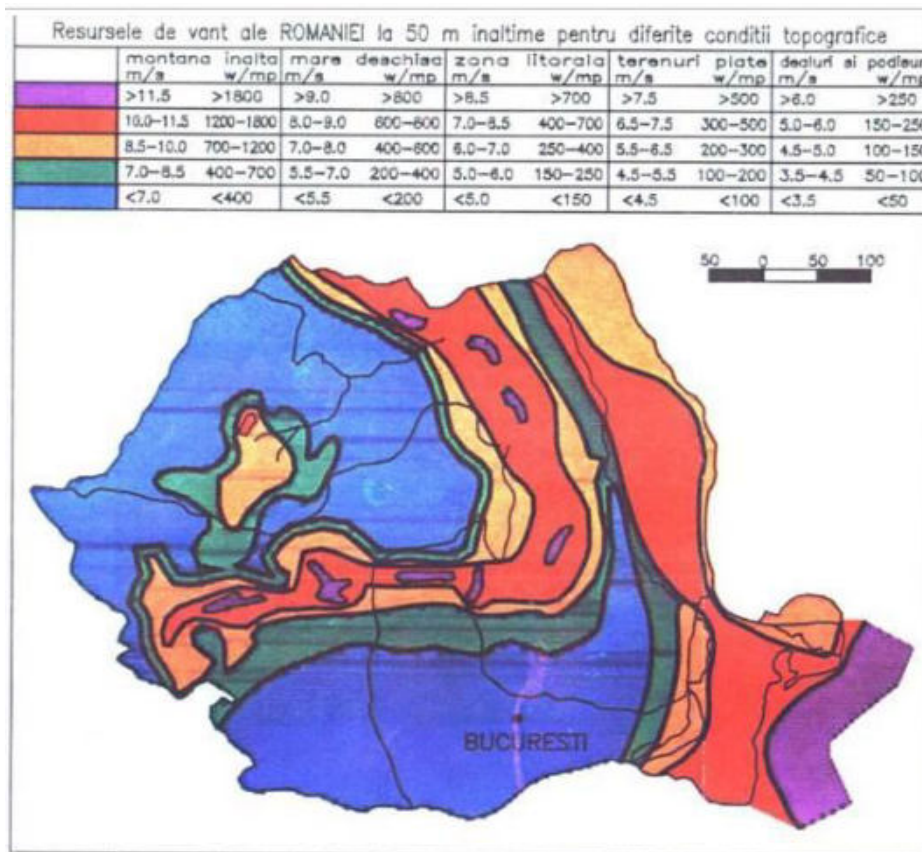 Resursele de vant ale ROMANIEI la 50 m inaltime pentru diferite conditii topografice
montana inalta mare deschisa zona litorala terenuri plate dealuri si podisuri
m/s w/mp m/s w/mp m/s w/mp m/s w/mp m/s w/mp
>11.5 >1800 >9.0 >800 >8.5 >700 >7.5 >500 >6.0 >250
10.0-11.5 1200-1800 8.0-9.0 600-800 7.0-8.5 400-700 6.5-7.5 300-500 5.0-6.0 150-25
8.5-10.0 700-1200 7.0-8.0 400-600 6.0-7.0 250-400 5.5-6.5 200-300 4.5-5.0 100-15
7.0-8.5 400-700 5.5-7.0 200-400 5.0-6.0 150-250 4.5-5.5 100-200 3.5-4.5 50-100
<7.0 <400 <5.5 <200 <5.0 <150 <4.5 <100 <3.5 <50
50 0 50 100
BUCURESTI